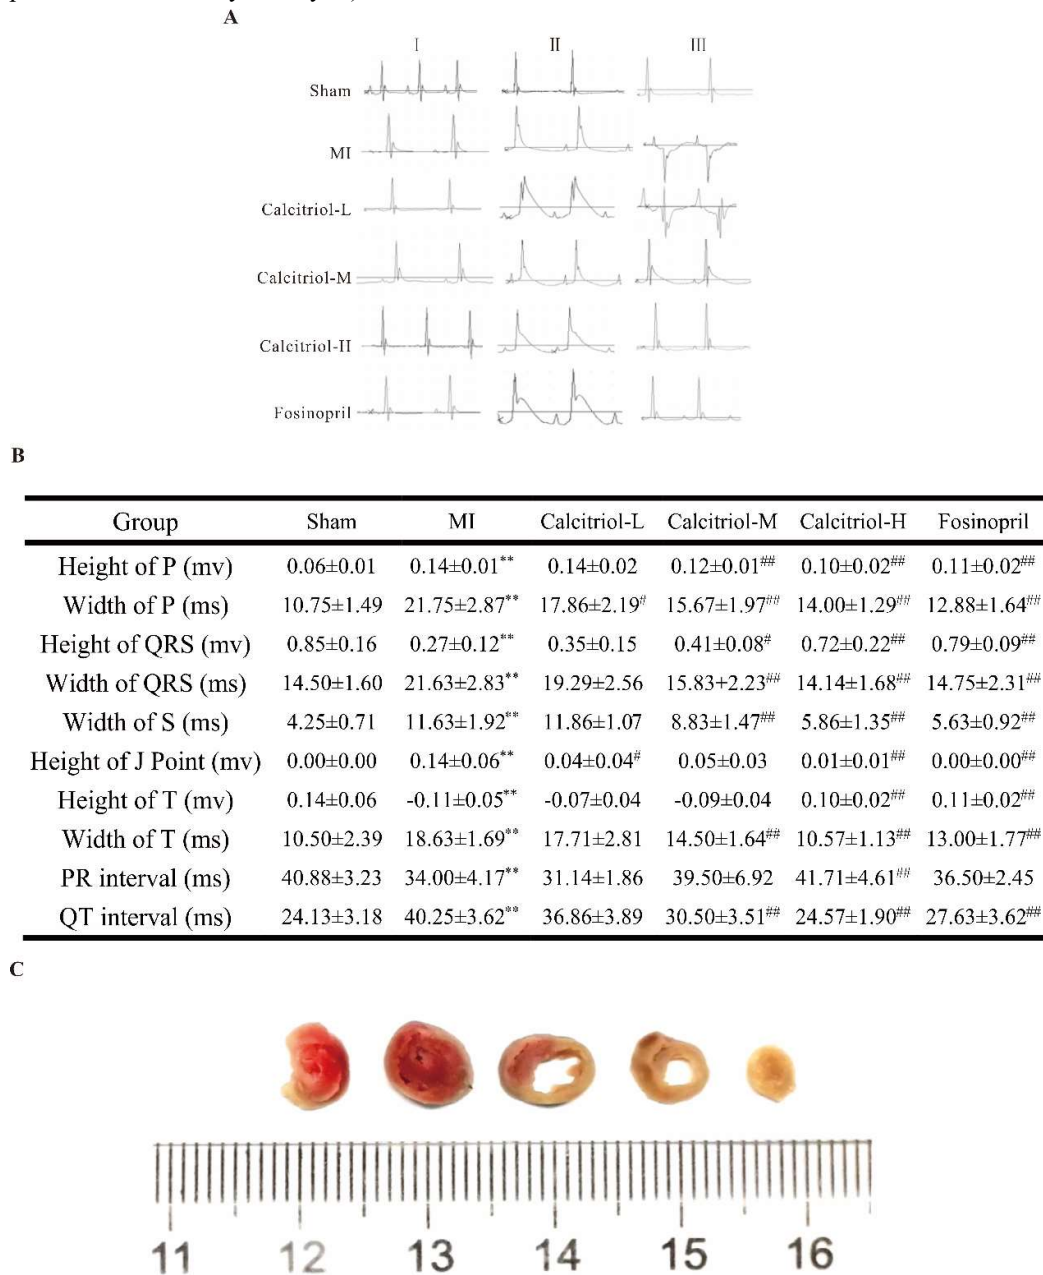 A
I II III
Sham
MI
Calcitriol-L
Calcitriol-M
Calcitriol-II
Fosinopril
B
Group Sham MI Calcitriol-L Calcitriol-M Calcitriol-H Fosinopril
Height of P (mv) 0.06±0.01 0.14±0.01** 0.14±0.02 0.12±0.01## 0.10±0.02## 0.11±0.02##
Width of P (ms) 10.75±1.49 21.75±2.87** 17.86±2.19# 15.67±1.97## 14.00±1.29## 12.88±1.64##
Height of QRS (mv) 0.85±0.16 0.27±0.12** 0.35±0.15 0.41±0.08# 0.72±0.22## 0.79±0.09##
Width of QRS (ms) 14.50±1.60 21.63±2.83** 19.29±2.56 15.83+2.23## 14.14±1.68## 14.75±2.31##
Width of S (ms) 4.25±0.71 11.63±1.92** 11.86±1.07 8.83±1.47## 5.86±1.35## 5.63±0.92##
Height of J Point (mv) 0.00±0.00 0.14±0.06** 0.04±0.04# 0.05±0.03 0.01±0.01## 0.00±0.00##
Height of T (mv) 0.14±0.06 -0.11±0.05** -0.07±0.04 -0.09±0.04 0.10±0.02## 0.11±0.02##
Width of T (ms) 10.50±2.39 18.63±1.69** 17.71±2.81 14.50±1.64## 10.57±1.13## 13.00±1.77##
PR interval (ms) 40.88±3.23 34.00±4.17** 31.14±1.86 39.50±6.92 41.71±4.61## 36.50±2.45
QT interval (ms) 24.13±3.18 40.25±3.62** 36.86±3.89 30.50±3.51## 24.57±1.90## 27.63±3.62##
C
11 12 13 14 15 16